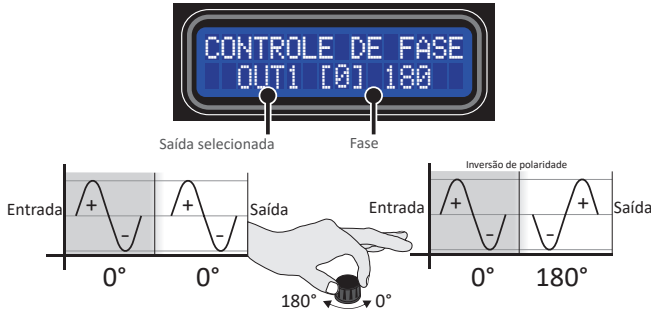 CONTROLE DE FASE
OUT1 [0] 180
Saída selecionada
Fase
Entrada
+
-
+
-
Saída
0°
0°
180°
0°
Inversão de polaridade
Entrada
+
-
-
+
Saída
0°
180°